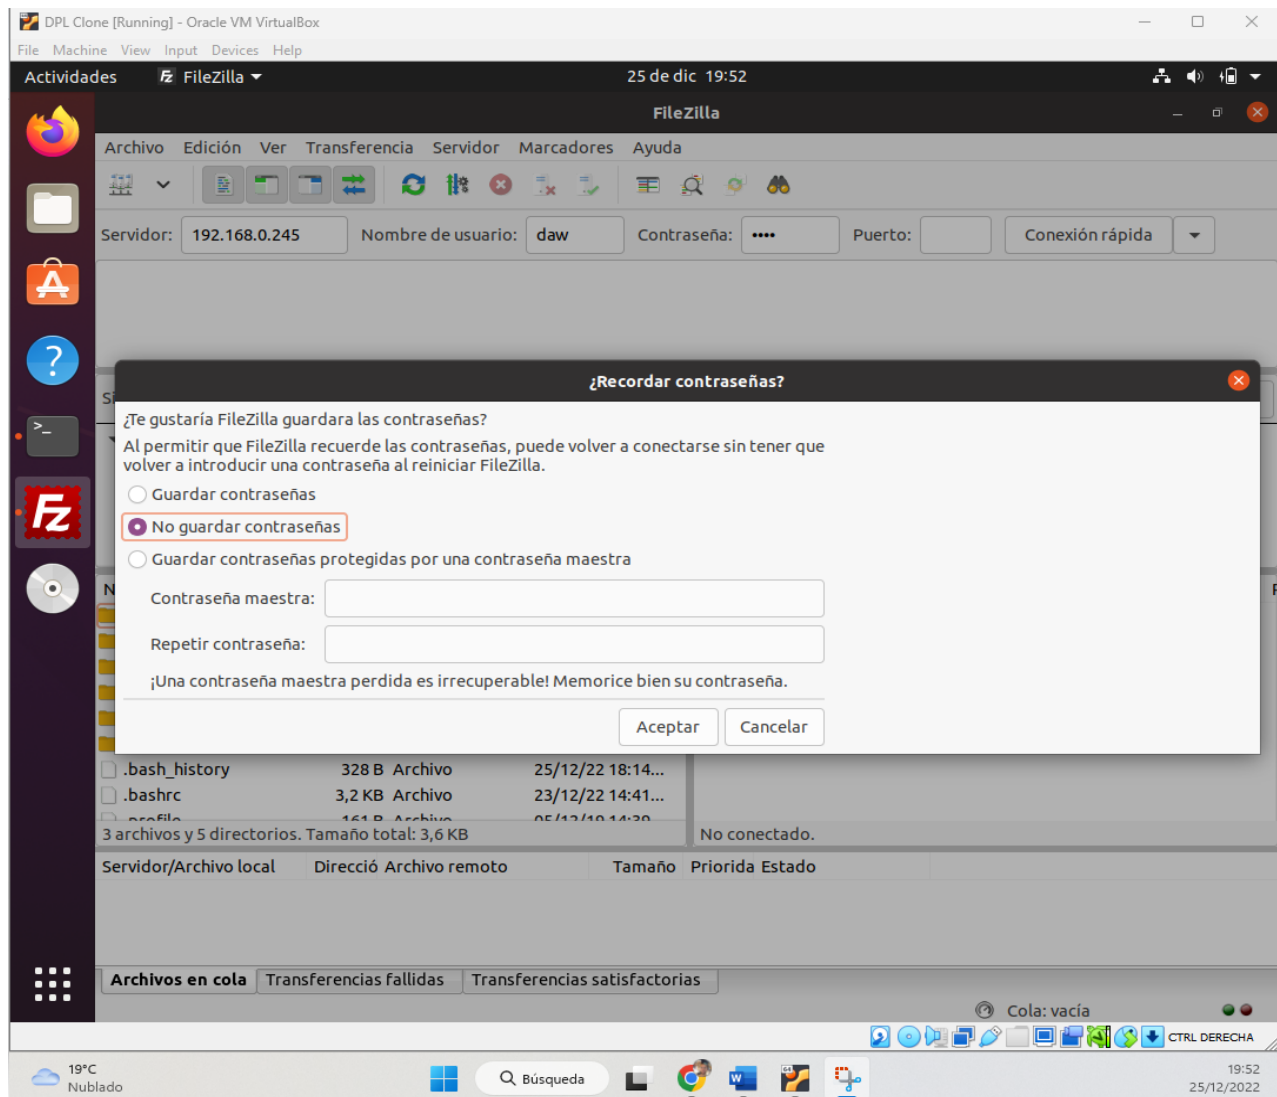 DPL Clone [Running] - Oracle VM VirtualBox
File Machine View Input Devices Help
Actividades FileZilla 25 de dic 19:52
FileZilla
Archivo Edición Ver Transferencia Servidor Marcadores Ayuda
Servidor: 192.168.0.245 Nombre de usuario: daw Contraseña: •••• Puerto: Conexión rápida
¿Recordar contraseñas?
¿Te gustaría FileZilla guardara las contraseñas?
Al permitir que FileZilla recuerde las contraseñas, puede volver a conectarse sin tener que
volver a introducir una contraseña al reiniciar FileZilla.
Guardar contraseñas
No guardar contraseñas
Guardar contraseñas protegidas por una contraseña maestra
Contraseña maestra:
Repetir contraseña:
¡Una contraseña maestra perdida es irrecuperable! Memorice bien su contraseña.
Aceptar Cancelar
.bash_history 328 B Archivo 25/12/22 18:14...
.bashrc 3,2 KB Archivo 23/12/22 14:41...
.profile 161 B Archivo 05/12/19 14:39
3 archivos y 5 directorios. Tamaño total: 3,6 KB No conectado.
Servidor/Archivo local Direcció Archivo remoto Tamaño Priorida Estado
Archivos en cola Transferencias fallidas Transferencias satisfactorias
Cola: vacía
CTRL DERECHA
19°C
Nublado
Búsqueda
19:52
25/12/2022